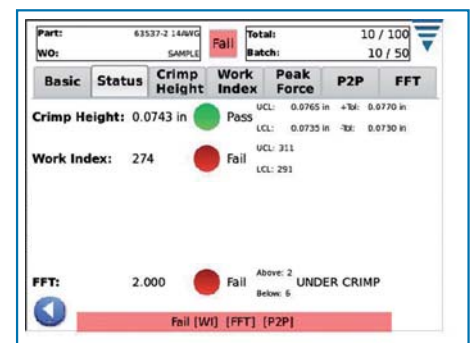 Part: 63537-2 14AWG Fail Total: 10 / 100
WO: SAMPLE Batch: 10 / 50
Basic Status Crimp Height Work Index Peak Force P2P FFT
Crimp Height: 0.0743 in Pass UCL: 0.0765 in +Tol: 0.0770 in
LCL: 0.0735 in -Tol: 0.0730 in
Work Index: 274 Fail UCL: 311
LCL: 291
FFT: 2.000 Fail Above: 2 UNDER CRIMP
Below: 6
Fail [WI] [FFT] [P2P]